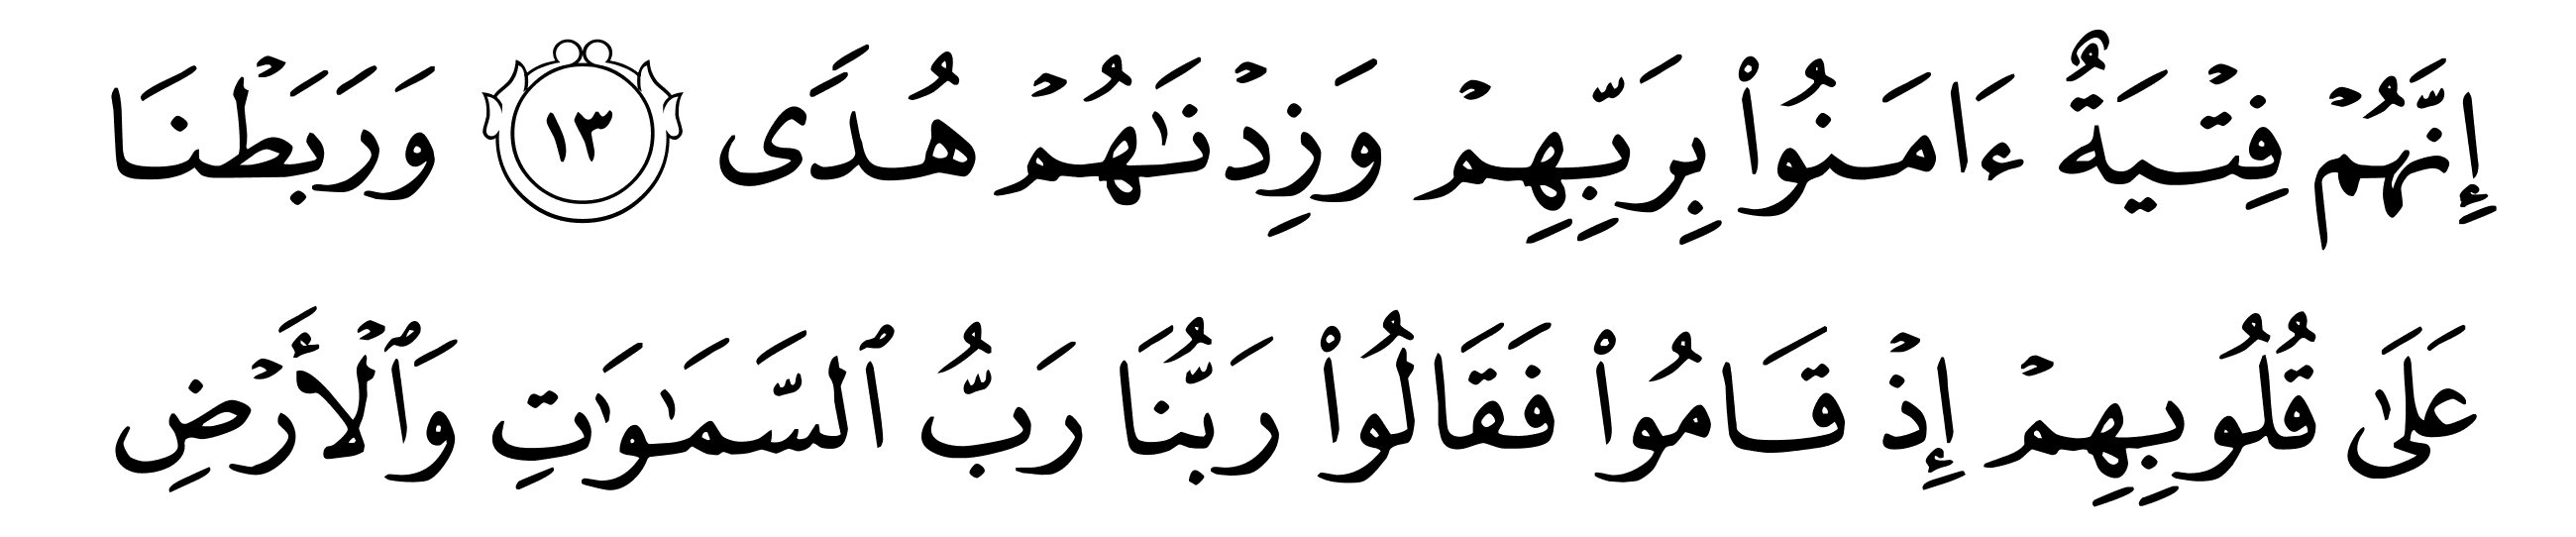 إِنَّهُمْ فِتْيَةٌ ءَامَنُوا۟ بِرَبِّهِمْ وَزِدْنَـٰهُمْ هُدًى ١٣ وَرَبَطْنَا
عَلَىٰ قُلُوبِهِمْ إِذْ قَامُوا۟ فَقَالُوا۟ رَبُّنَا رَبُّ ٱلسَّمَـٰوَٰتِ وَٱلْأَرْضِ